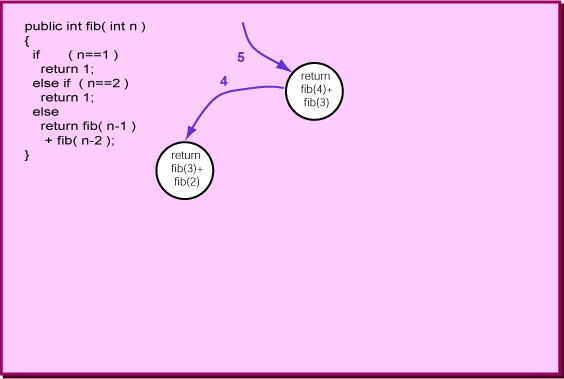 public int fib( int n )
{
if ( n==1 )
return 1;
else if ( n==2 )
return 1;
else
return fib( n-1 )
+ fib( n-2 );
}
5
return
fib(4)+
fib(3)
4
return
fib(3)+
fib(2)